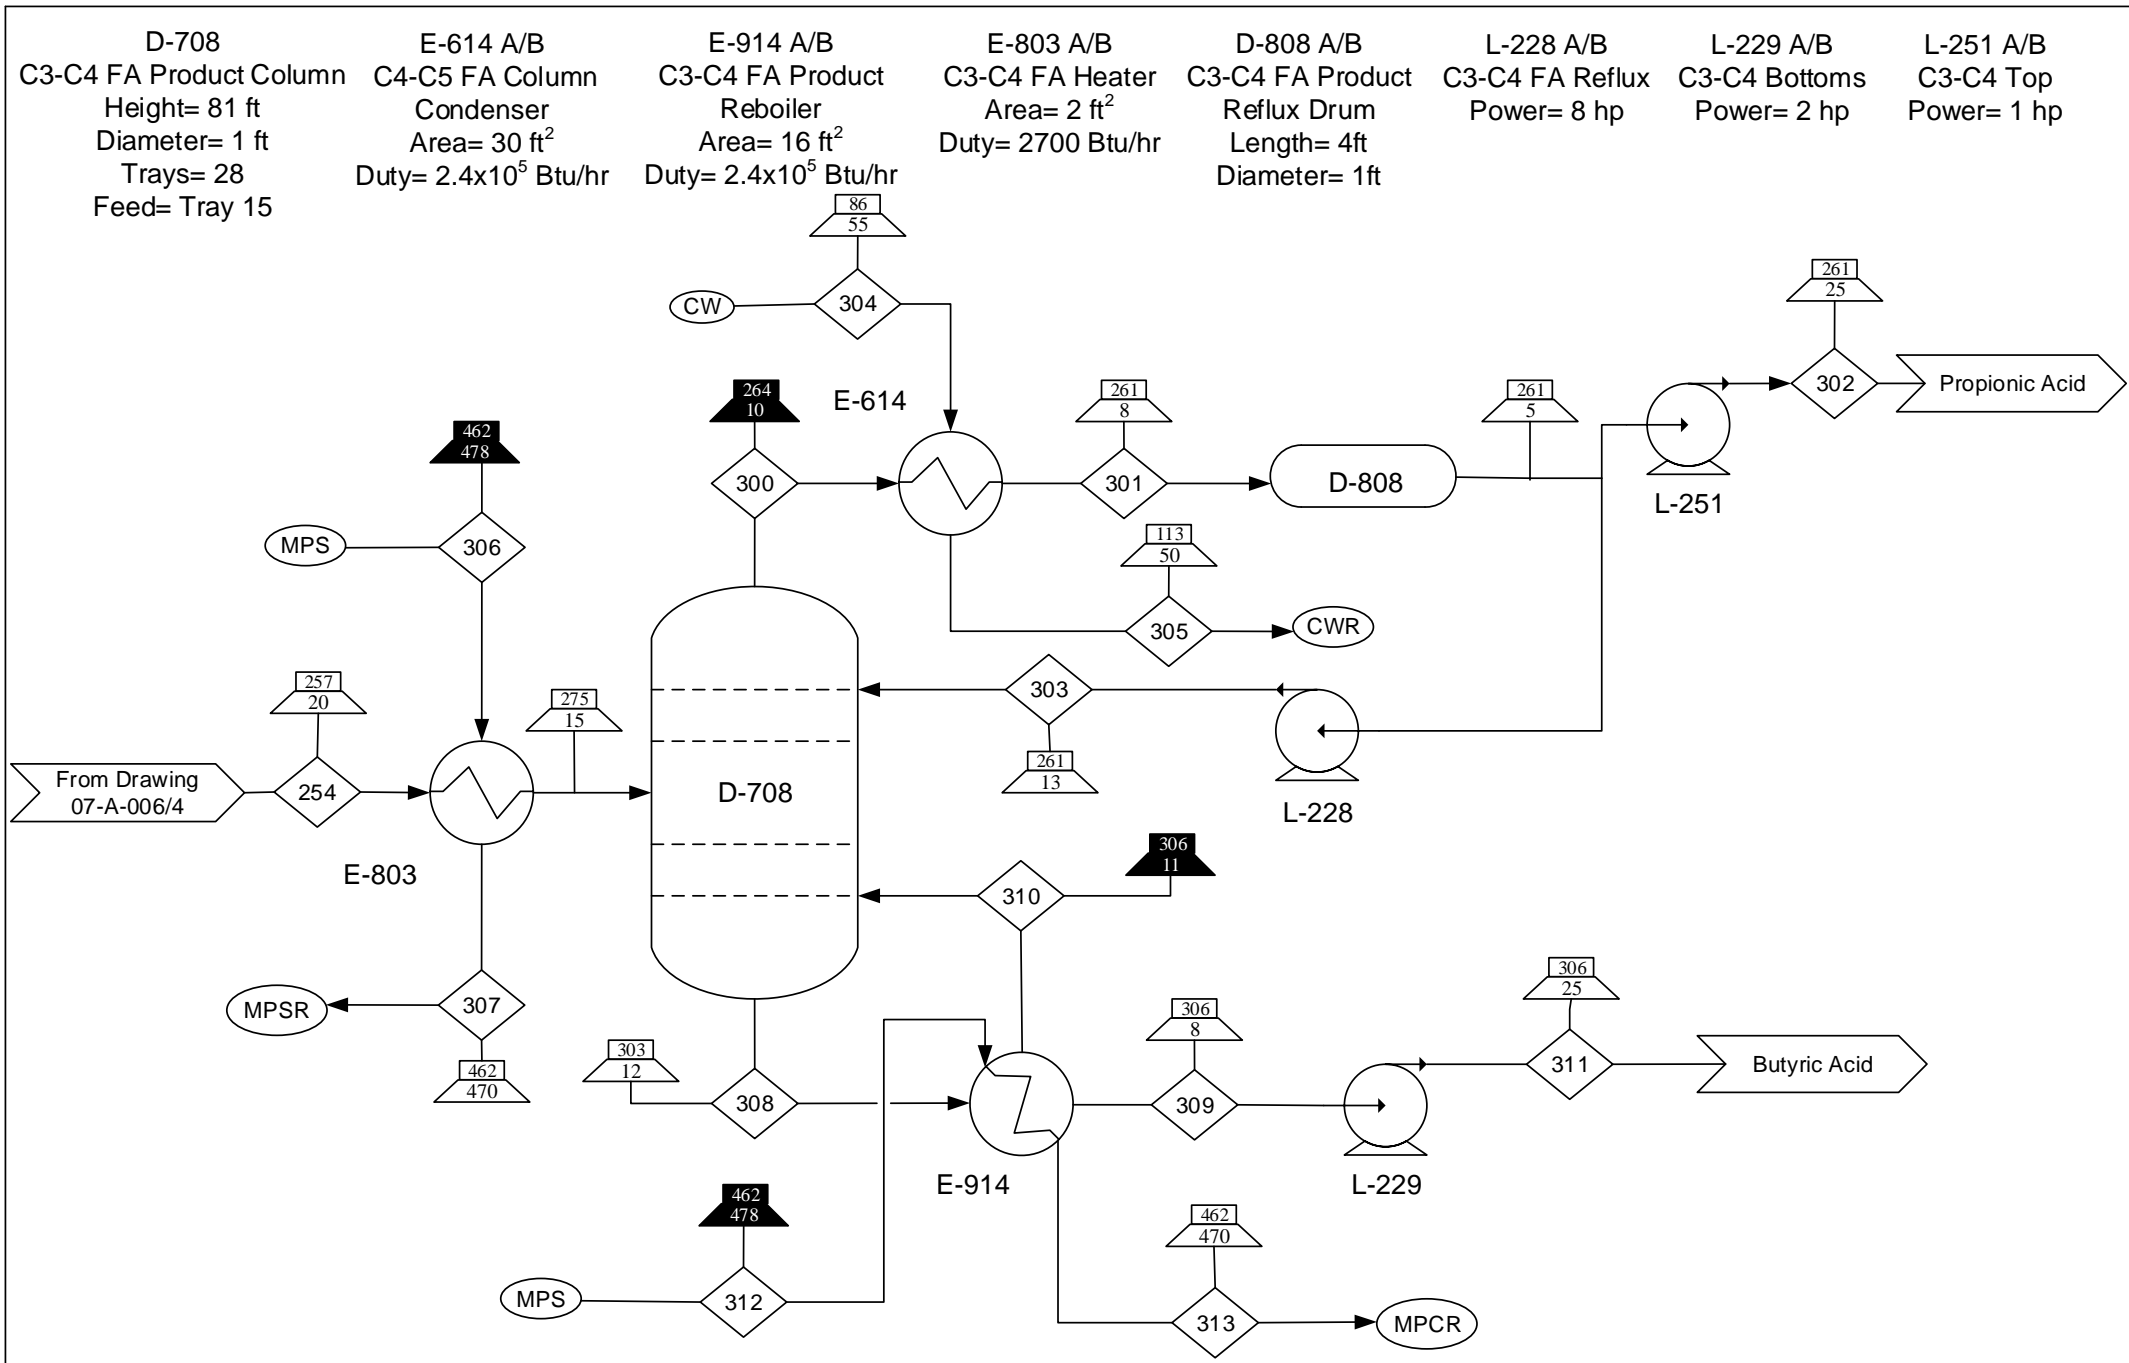 D-708
C3-C4 FA Product Column
Height= 81 ft
Diameter= 1 ft
Trays= 28
Feed= Tray 15
E-614 A/B
C4-C5 FA Column
Condenser
Area= 30 ft²
Duty= 2.4x10⁵ Btu/hr
E-914 A/B
C3-C4 FA Product
Reboiler
Area= 16 ft²
Duty= 2.4x10⁵ Btu/hr
E-803 A/B
C3-C4 FA Heater
Area= 2 ft²
Duty= 2700 Btu/hr
D-808 A/B
C3-C4 FA Product
Reflux Drum
Length= 4ft
Diameter= 1ft
L-228 A/B
C3-C4 FA Reflux
Power= 8 hp
L-229 A/B
C3-C4 Bottoms
Power= 2 hp
L-251 A/B
C3-C4 Top
Power= 1 hp
86
55
CW
304
261
25
302
Propionic Acid
264
10
E-614
261
8
261
5
462
478
300
301
D-808
L-251
MPS
306
113
50
305
CWR
257
20
275
15
303
261
13
From Drawing
07-A-006/4
254
D-708
L-228
E-803
306
11
310
MPSR
307
462
470
303
12
308
306
8
309
306
25
311
Butyric Acid
E-914
L-229
462
478
MPS
312
462
470
313
MPCR